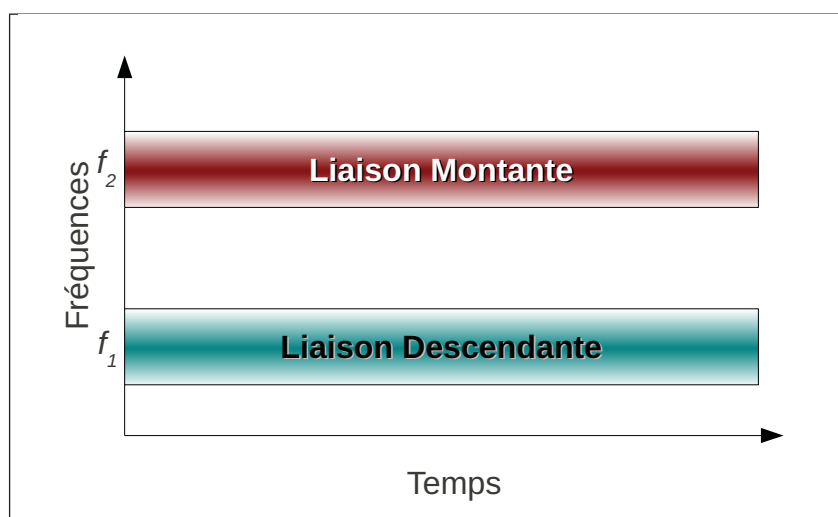 Liaison Montante
f2
Fréquences
Liaison Descendante
f1
Temps